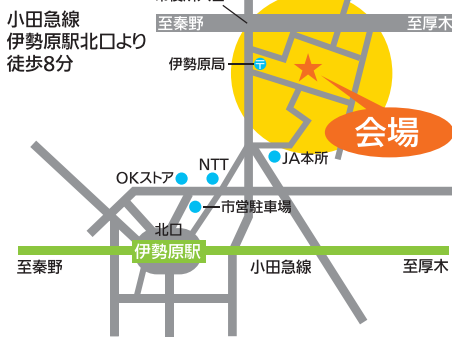 小田急線
伊勢原駅北口より
徒歩8分
至秦野
至厚木
伊勢原局
〒
会場
JA本所
NTT
OKストア
市営駐車場
北口
伊勢原駅
至秦野
小田急線
至厚木